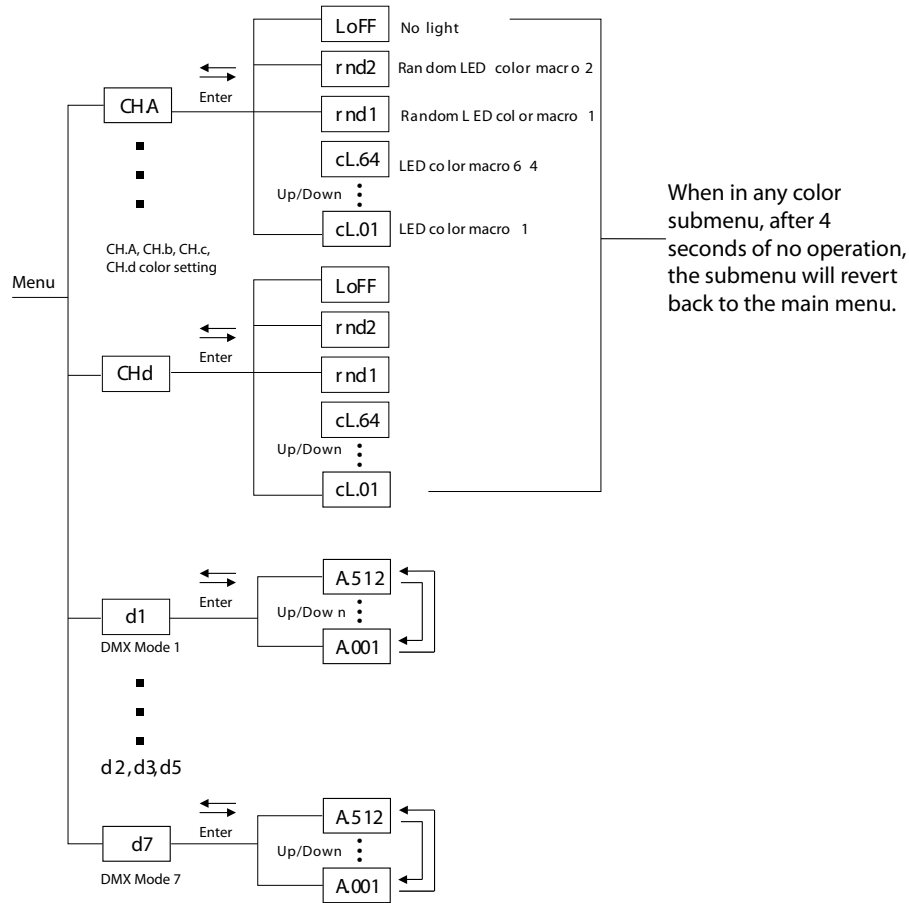 LoFF No light
rnd2 Random LED color macro 2
Enter
CH.A
rnd1 Random LED color macro 1
cL.64 LED color macro 64
Up/Down
cL.01 LED color macro 1
CH.A, CH.b, CH.c,
CH.d color setting
When in any color
submenu, after 4
seconds of no operation,
the submenu will revert
back to the main menu.
Menu
LoFF
rnd2
Enter
CHd
rnd1
cL.64
Up/Down
cL.01
A.512
Enter
d1
Up/Down
A.001
DMX Mode 1
d2,d3,d5
A.512
Enter
d7
Up/Down
A.001
DMX Mode 7